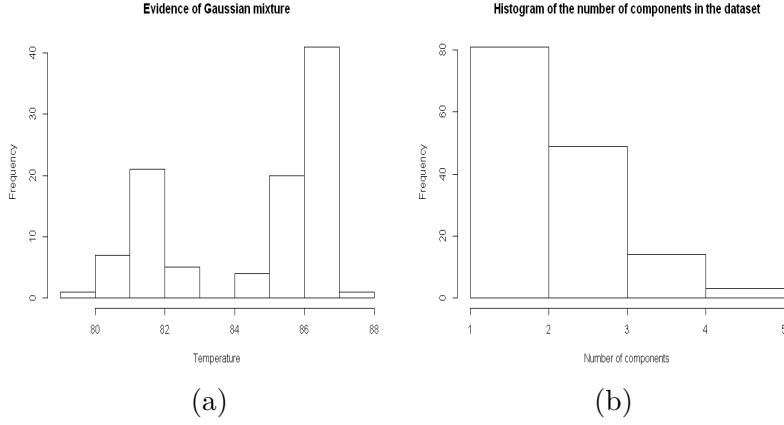 Evidence of Gaussian mixture
Frequency
0
10
20
30
40
80
82
84
86
88
Temperature
(a)
Histogram of the number of components in the dataset
Frequency
0
20
40
60
80
1
2
3
4
5
Number of components
(b)